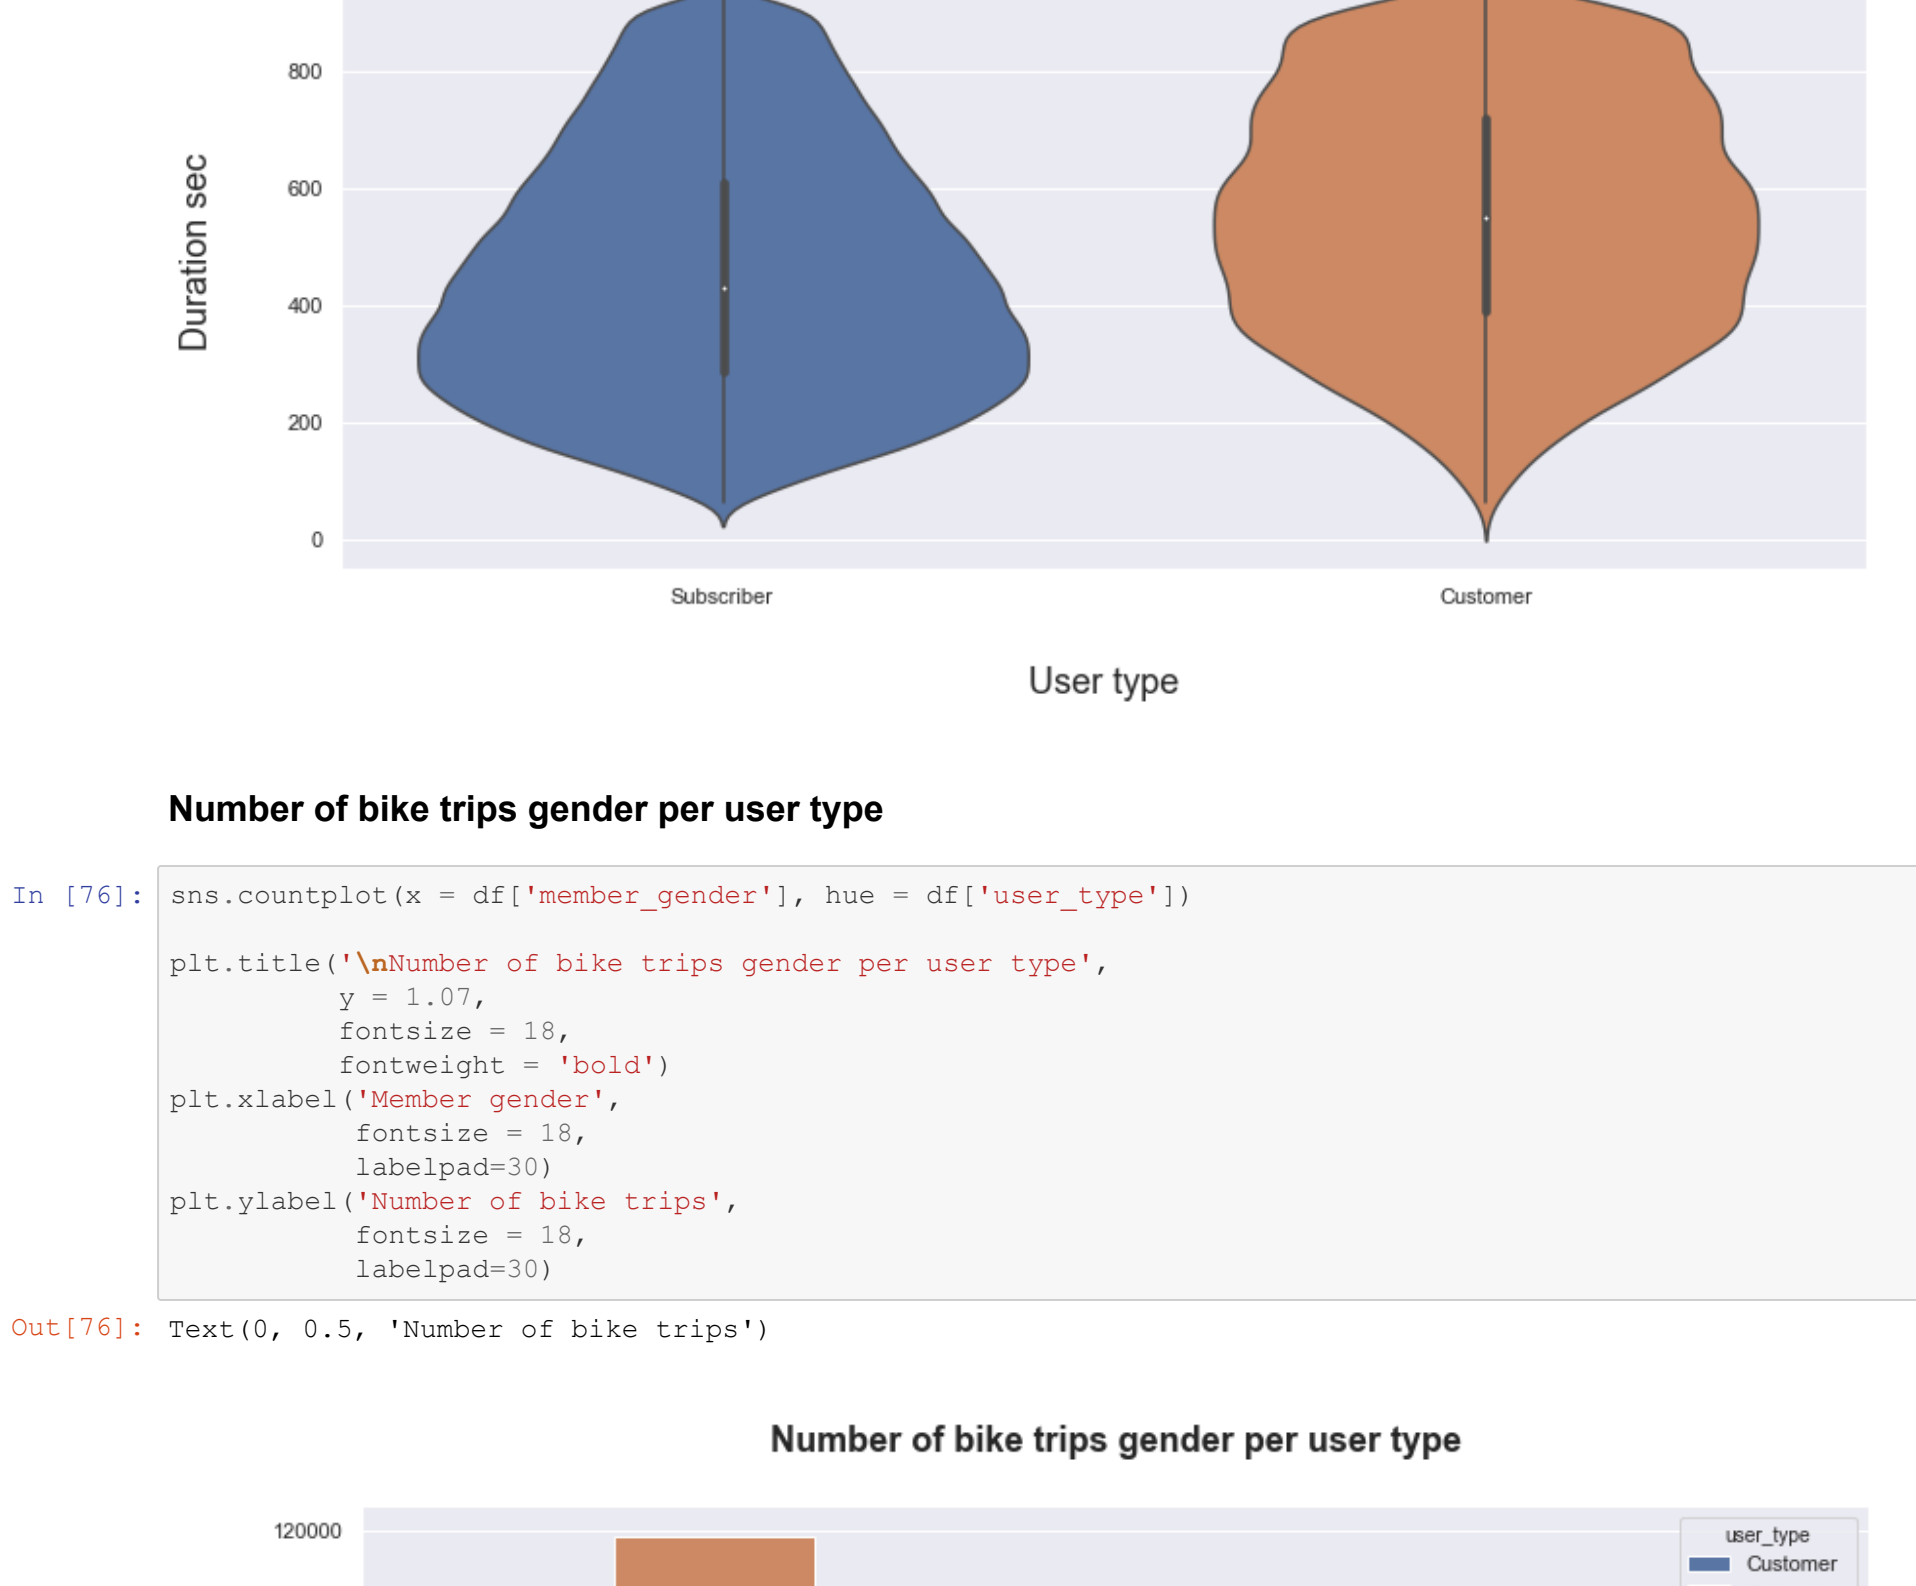 800
600
400
200
0
Duration sec
Subscriber Customer
User type
Number of bike trips gender per user type
In [76]: sns.countplot(x = df['member_gender'], hue = df['user_type'])
plt.title('\nNumber of bike trips gender per user type',
y = 1.07,
fontsize = 18,
fontweight = 'bold')
plt.xlabel('Member gender',
fontsize = 18,
labelpad=30)
plt.ylabel('Number of bike trips',
fontsize = 18,
labelpad=30)
Out[76]: Text(0, 0.5, 'Number of bike trips')
Number of bike trips gender per user type
120000
user_type
Customer